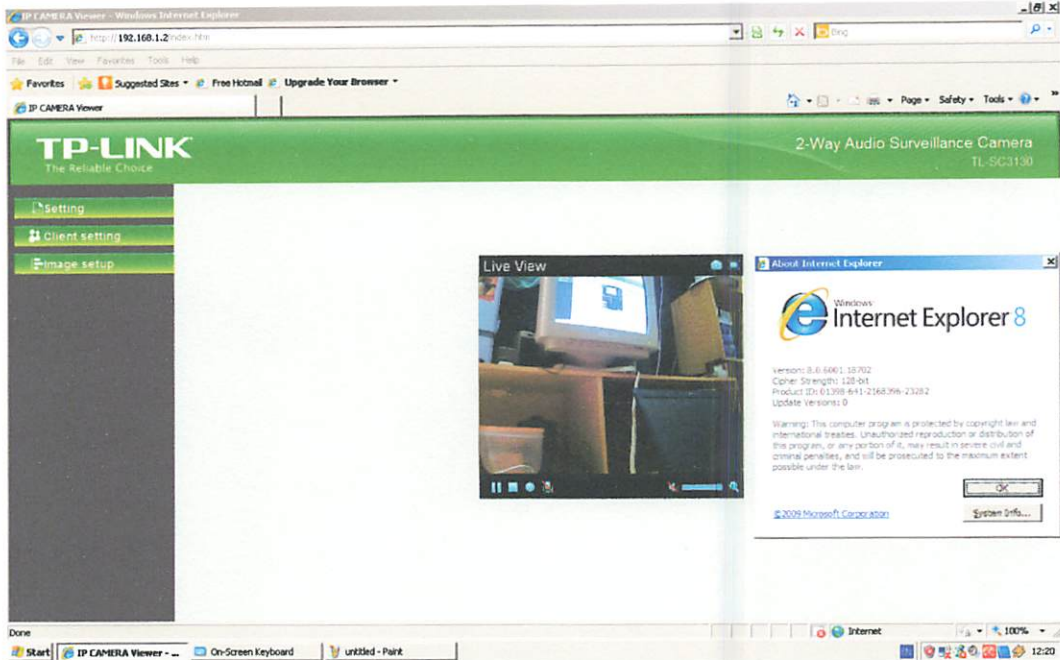 IP CAMERA Viewer - Windows Internet Explorer
http://192.168.1.2/index.htm
Bing
File Edit View Favorites Tools Help
Favorites Suggested Sites Free Hotmail Upgrade Your Browser
IP CAMERA Viewer
Page Safety Tools
TP-LINK
The Reliable Choice
2-Way Audio Surveillance Camera
TL-SC3130
Setting
Client setting
Image setup
Live View
About Internet Explorer
Windows
Internet Explorer 8
Version: 8.0.6001.18702
Cipher Strength: 128-bit
Product ID: 01398-641-2168396-23282
Update Versions: 0
Warning: This computer program is protected by copyright law and
international treaties. Unauthorized reproduction or distribution of
this program, or any portion of it, may result in severe civil and
criminal penalties, and will be prosecuted to the maximum extent
possible under the law.
OK
©2009 Microsoft Corporation
System Info...
Done
Internet
100%
Start
IP CAMERA Viewer - ...
On-Screen Keyboard
untitled - Paint
12:20